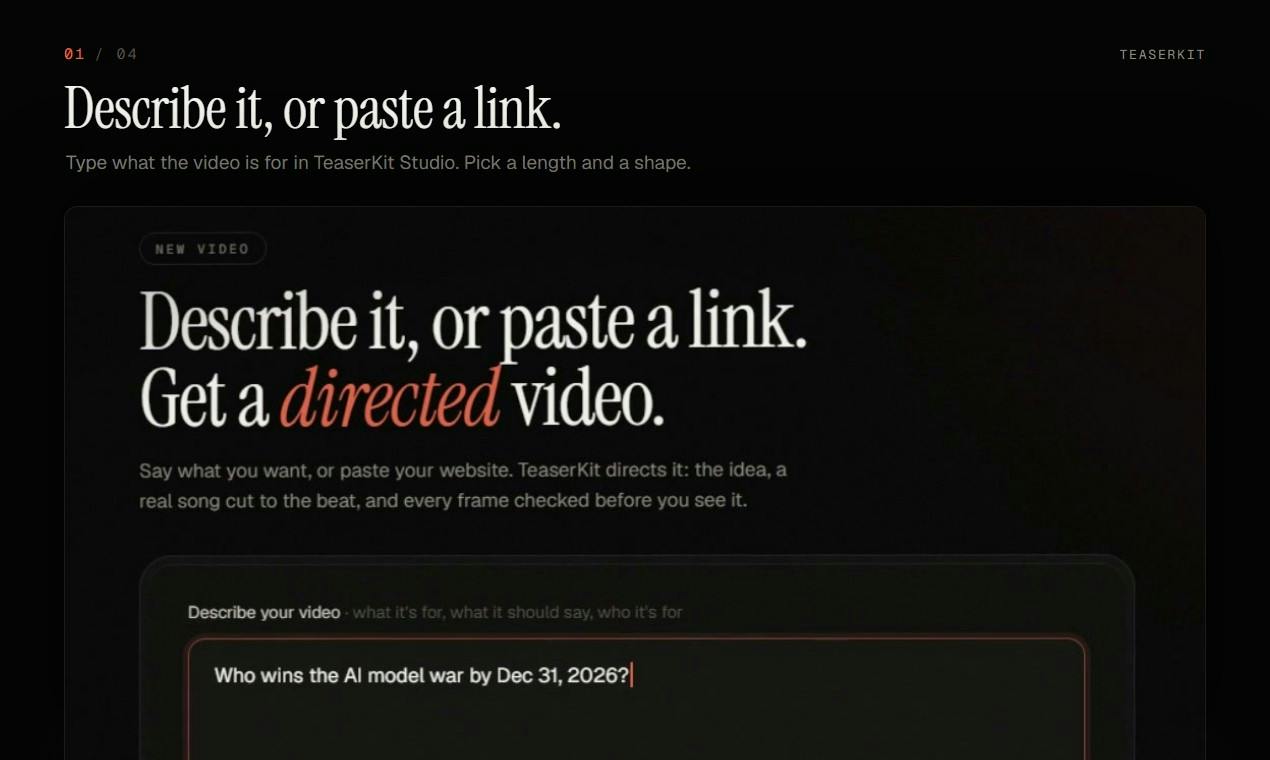 01 / 04
TEASERKIT
Describe it, or paste a link.
Type what the video is for in TeaserKit Studio. Pick a length and a shape.
NEW VIDEO
Describe it, or paste a link.
Get a directed video.
Say what you want, or paste your website. TeaserKit directs it: the idea, a
real song cut to the beat, and every frame checked before you see it.
Describe your video · what it's for, what it should say, who it's for
Who wins the AI model war by Dec 31, 2026?